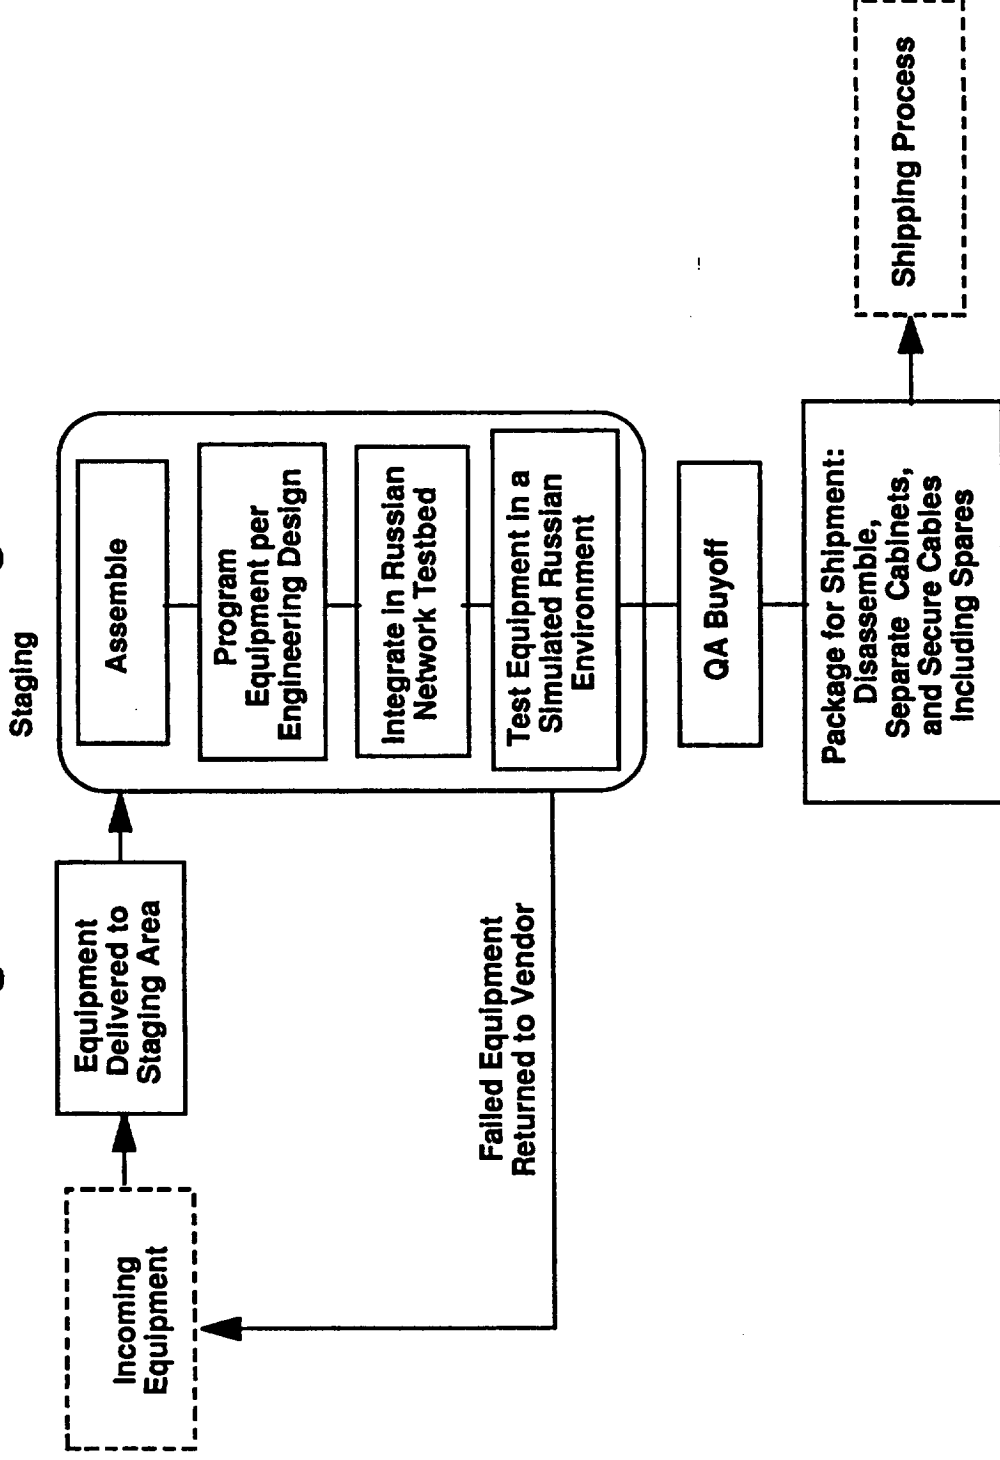 Staging
Incoming
Equipment
Equipment
Delivered to
Staging Area
Assemble
Program
Equipment per
Engineering Design
Integrate in Russian
Network Testbed
Test Equipment in a
Simulated Russian
Environment
Failed Equipment
Returned to Vendor
QA Buyoff
Package for Shipment:
Disassemble,
Separate Cabinets,
and Secure Cables
Including Spares
Shipping Process